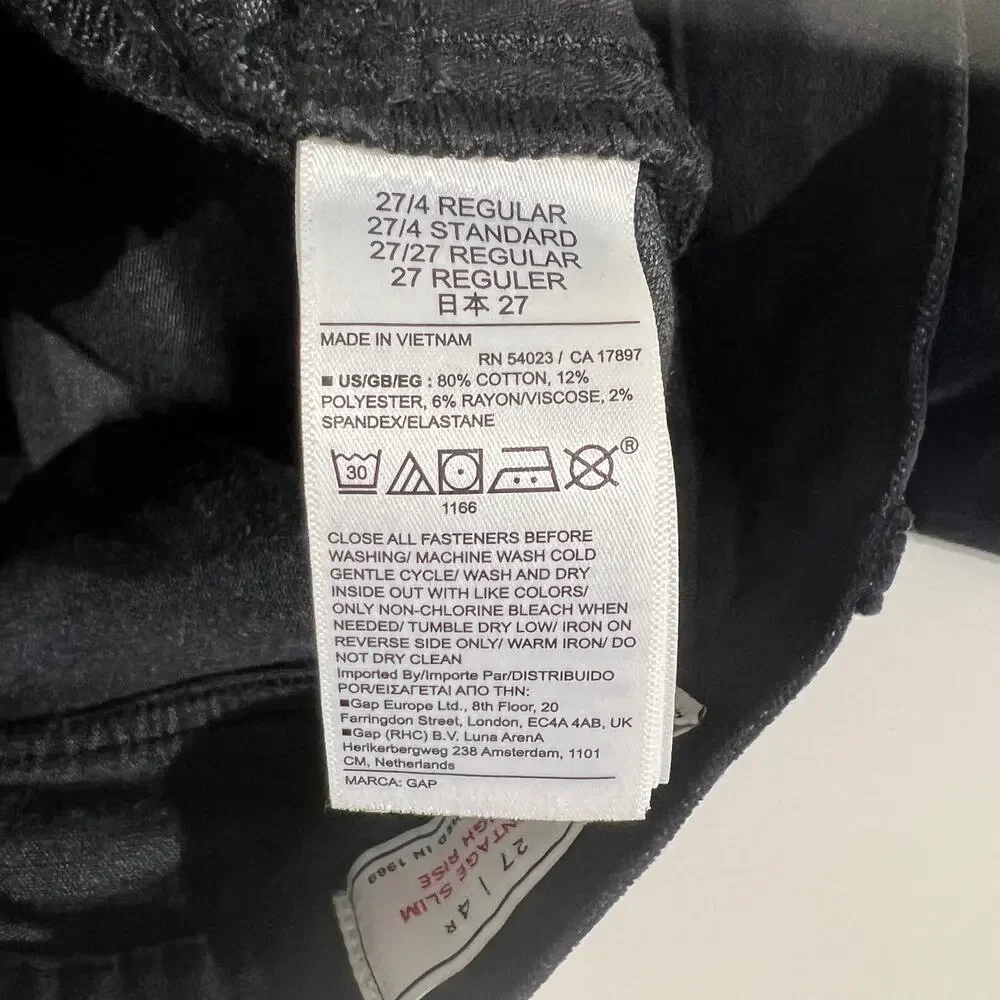 27/4 REGULAR
27/4 STANDARD
27/27 REGULAR
27 REGULER
日本 27
MADE IN VIETNAM
RN 54023 / CA 17897
■ US/GB/EG : 80% COTTON, 12%
POLYESTER, 6% RAYON/VISCOSE, 2%
SPANDEX/ELASTANE
30
®
1166
CLOSE ALL FASTENERS BEFORE
WASHING/ MACHINE WASH COLD
GENTLE CYCLE/ WASH AND DRY
INSIDE OUT WITH LIKE COLORS/
ONLY NON-CHLORINE BLEACH WHEN
NEEDED/ TUMBLE DRY LOW/ IRON ON
REVERSE SIDE ONLY/ WARM IRON/ DO
NOT DRY CLEAN
Imported By/Importe Par/DISTRIBUIDO
POR/ΕΙΣΑΓΕΤΑΙ ΑΠΟ ΤΗΝ:
■Gap Europe Ltd., 8th Floor, 20
Farringdon Street, London, EC4A 4AB, UK
■Gap (RHC) B.V. Luna ArenA
Herikerbergweg 238 Amsterdam, 1101
CM, Netherlands
MARCA: GAP
27 | 4 R
SLIM
RISE
IN 1969